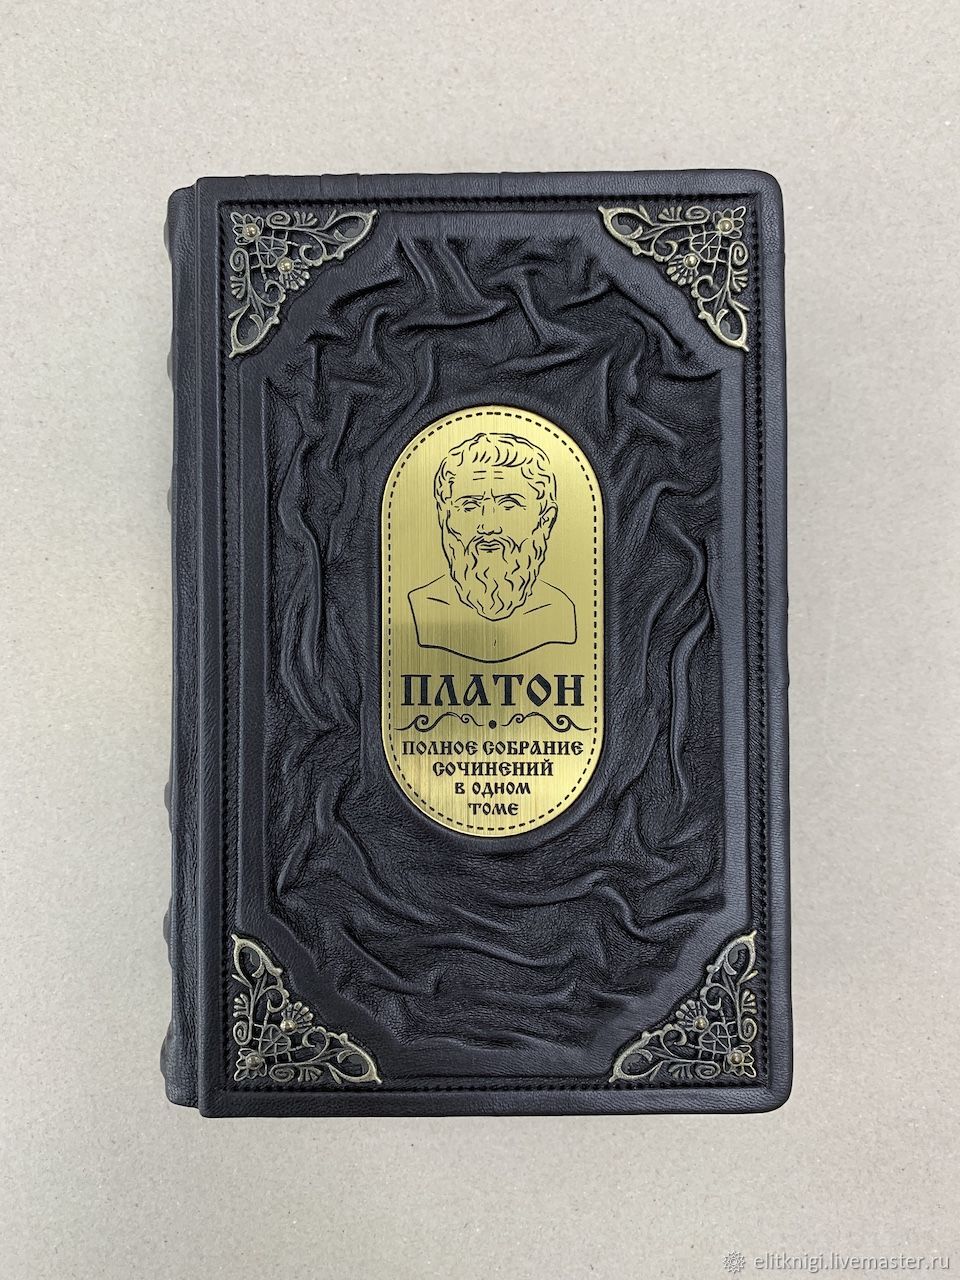 ПЛАТОН
ПОЛНОЕ СОБРАНИЕ
СОЧИНЕНИЙ
В ОДНОМ
ТОМЕ
elitknigi.livemaster.ru